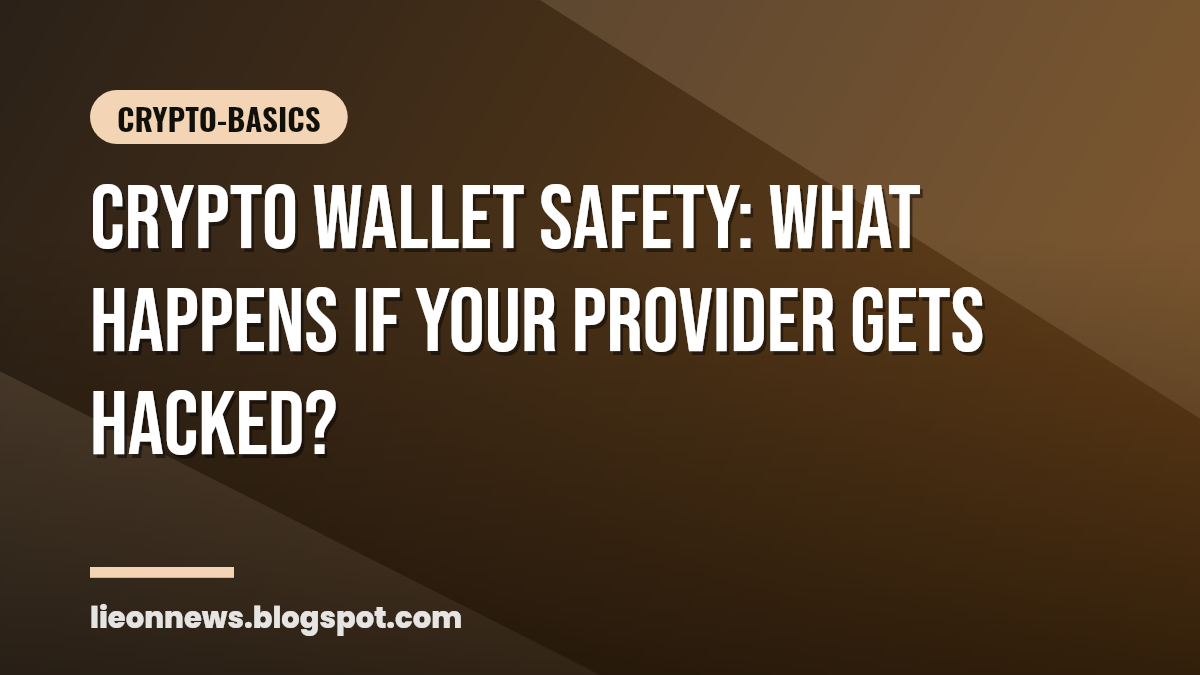 CRYPTO-BASICS
CRYPTO WALLET SAFETY: WHAT
HAPPENS IF YOUR PROVIDER GETS
HACKED?
lieonnews.blogspot.com